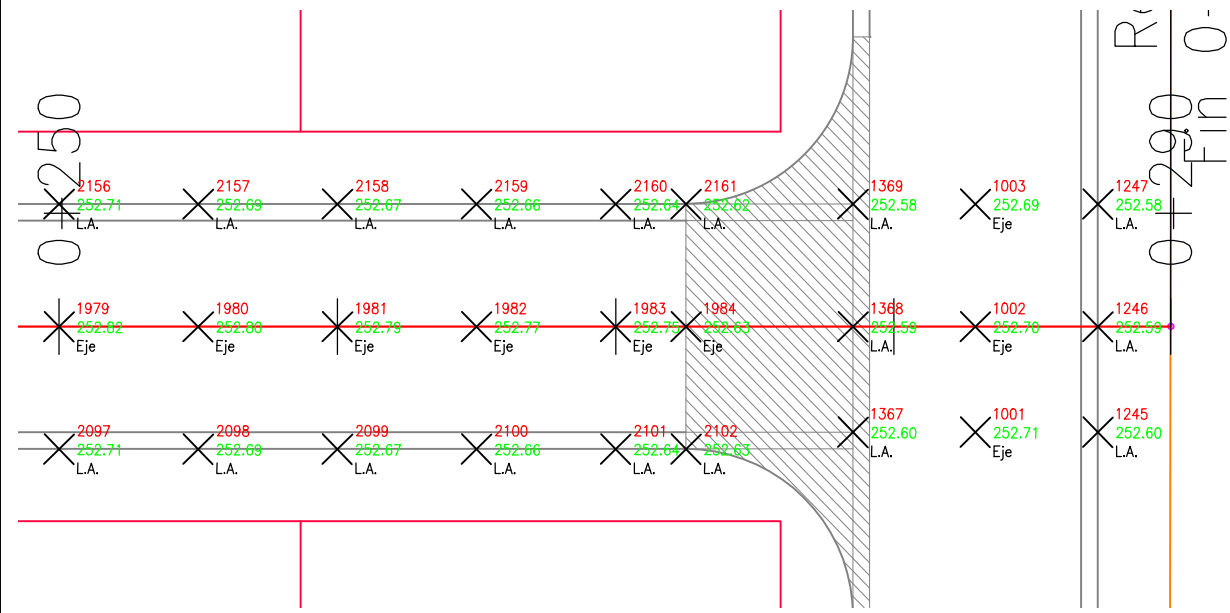 0+250
0+290
Fin 0-
2156 2157 2158 2159 2160 2161 1369 1003 1247
252.71 252.69 252.67 252.66 252.64 252.62 252.58 252.69 252.58
L.A. L.A. L.A. L.A. L.A. L.A. L.A. Eje L.A.
1979 1980 1981 1982 1983 1984 1368 1002 1246
252.82 252.80 252.79 252.77 252.75 252.63 252.59 252.70 252.59
Eje Eje Eje Eje Eje Eje L.A. Eje L.A.
1367 1001 1245
252.60 252.71 252.60
L.A. Eje L.A.
2097 2098 2099 2100 2101 2102
252.71 252.69 252.67 252.66 252.64 252.63
L.A. L.A. L.A. L.A. L.A. L.A.